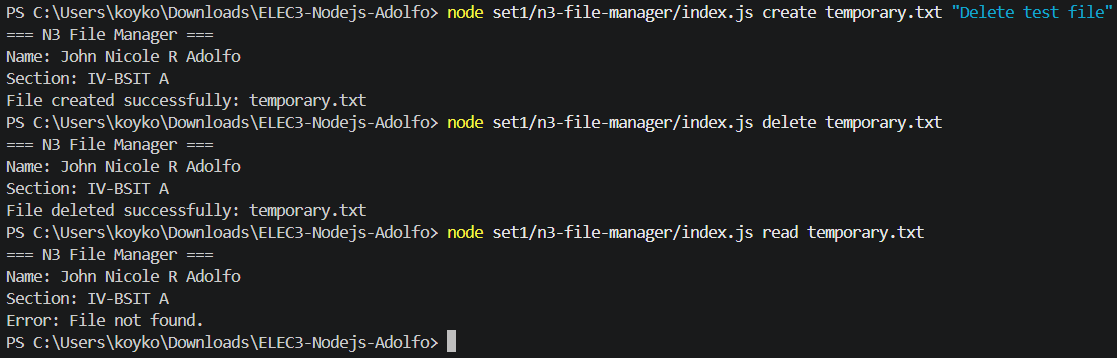 PS C:\Users\koyko\Downloads\ELEC3-Nodejs-Adolfo> node set1/n3-file-manager/index.js create temporary.txt "Delete test file"
=== N3 File Manager ===
Name: John Nicole R Adolfo
Section: IV-BSIT A
File created successfully: temporary.txt
PS C:\Users\koyko\Downloads\ELEC3-Nodejs-Adolfo> node set1/n3-file-manager/index.js delete temporary.txt
=== N3 File Manager ===
Name: John Nicole R Adolfo
Section: IV-BSIT A
File deleted successfully: temporary.txt
PS C:\Users\koyko\Downloads\ELEC3-Nodejs-Adolfo> node set1/n3-file-manager/index.js read temporary.txt
=== N3 File Manager ===
Name: John Nicole R Adolfo
Section: IV-BSIT A
Error: File not found.
PS C:\Users\koyko\Downloads\ELEC3-Nodejs-Adolfo>